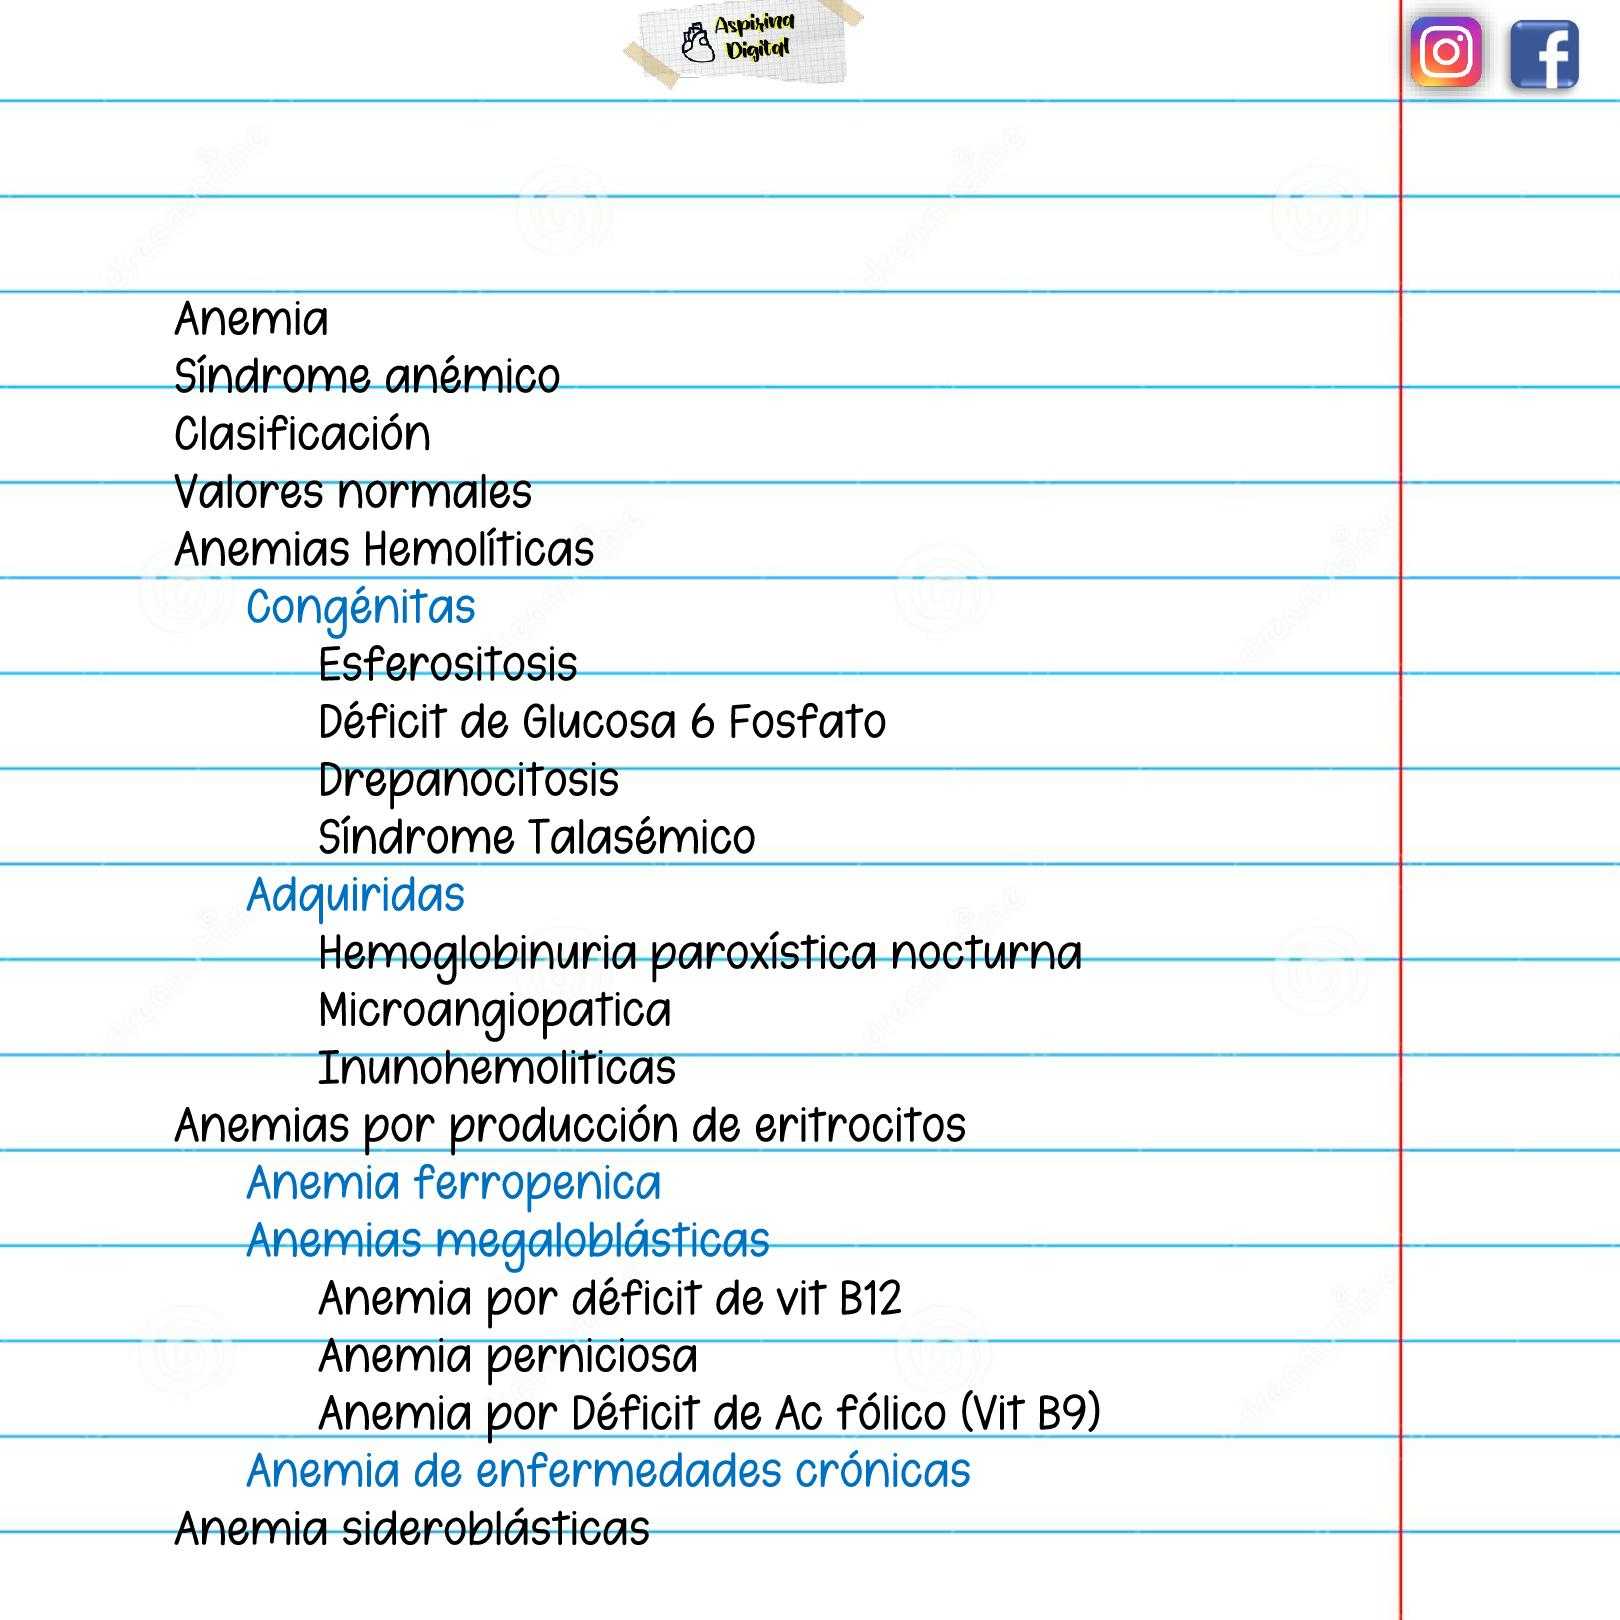 Aspirina
Digital
Anemia
Síndrome anémico
Clasificación
Valores normales
Anemias Hemolíticas
Congénitas
Esferositosis
Déficit de Glucosa 6 Fosfato
Drepanocitosis
Síndrome Talasémico
Adquiridas
Hemoglobinuria paroxística nocturna
Microangiopatica
Inunohemoliticas
Anemias por producción de eritrocitos
Anemia ferropenica
Anemias megaloblásticas
Anemia por déficit de vit B12
Anemia perniciosa
Anemia por Déficit de Ac fólico (Vit B9)
Anemia de enfermedades crónicas
Anemia sideroblásticas